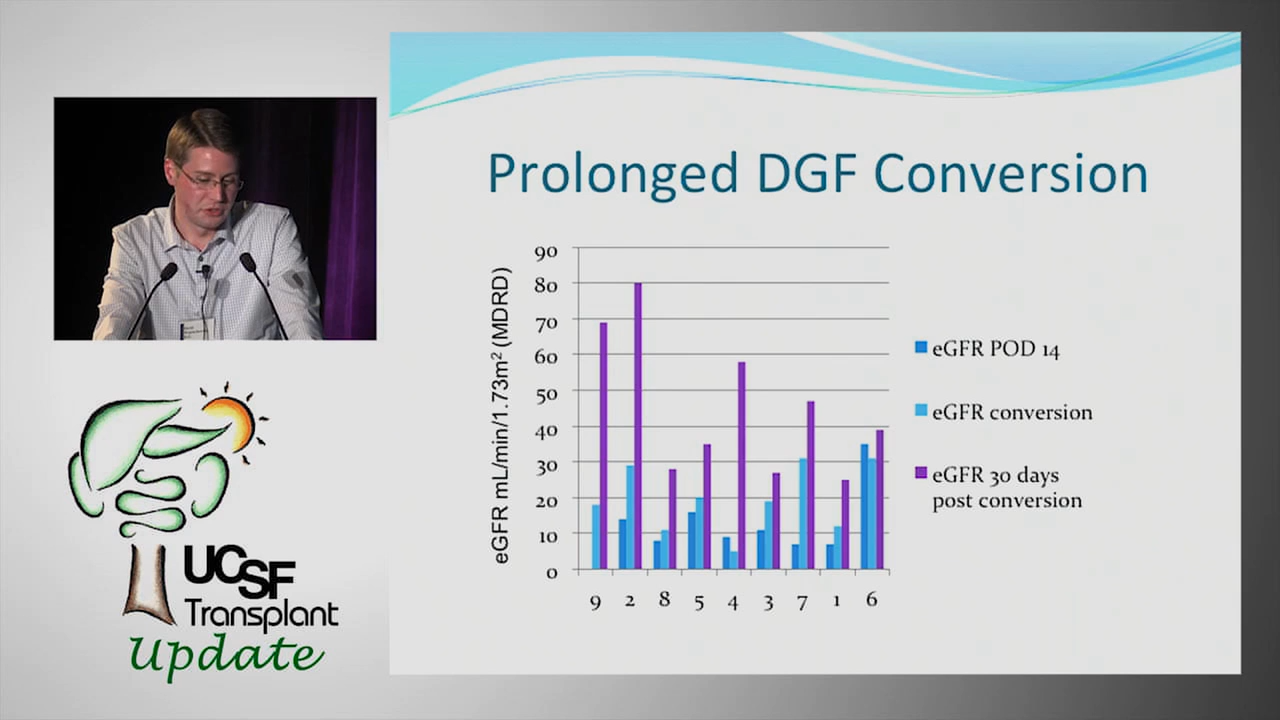 Prolonged DGF Conversion
eGFR mL/min/1.73m² (MDRD)
90
80
70
60
50
40
30
20
10
0
9 2 8 5 4 3 7 1 6
eGFR POD 14
eGFR conversion
eGFR 30 days
post conversion
UCSF
Transplant
Update